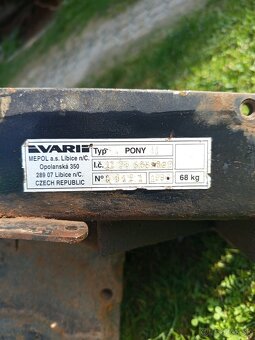 VARI
MEPOL a.s. Libice n/C.
Opolanská 350
289 07 Libice n/C.
CZECH REPUBLIC
Typ PONY
I.č.
N°
68 kg